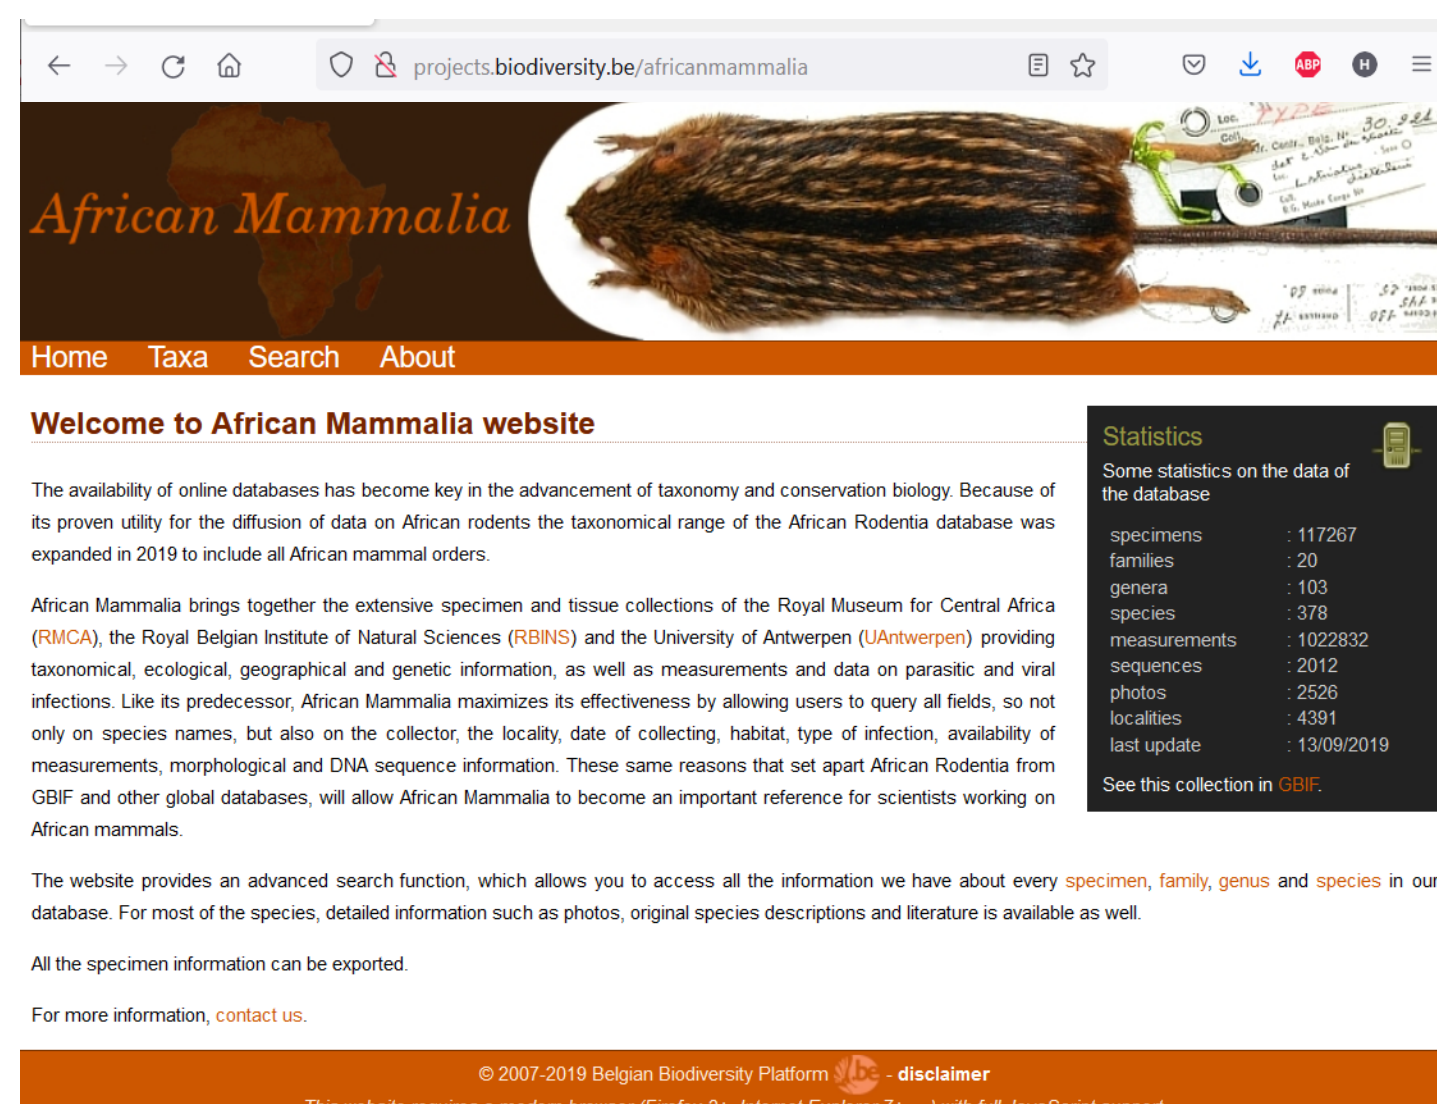 projects.biodiversity.be/africanmammalia
ABP
H
African Mammalia
Loc. TYPE
Coll. 30.921
Home Taxa Search About
Welcome to African Mammalia website
The availability of online databases has become key in the advancement of taxonomy and conservation biology. Because of
its proven utility for the diffusion of data on African rodents the taxonomical range of the African Rodentia database was
expanded in 2019 to include all African mammal orders.
African Mammalia brings together the extensive specimen and tissue collections of the Royal Museum for Central Africa
(RMCA), the Royal Belgian Institute of Natural Sciences (RBINS) and the University of Antwerpen (UAntwerpen) providing
taxonomical, ecological, geographical and genetic information, as well as measurements and data on parasitic and viral
infections. Like its predecessor, African Mammalia maximizes its effectiveness by allowing users to query all fields, so not
only on species names, but also on the collector, the locality, date of collecting, habitat, type of infection, availability of
measurements, morphological and DNA sequence information. These same reasons that set apart African Rodentia from
GBIF and other global databases, will allow African Mammalia to become an important reference for scientists working on
African mammals.
Statistics
Some statistics on the data of
the database
specimens : 117267
families : 20
genera : 103
species : 378
measurements : 1022832
sequences : 2012
photos : 2526
localities : 4391
last update : 13/09/2019
See this collection in GBIF.
The website provides an advanced search function, which allows you to access all the information we have about every specimen, family, genus and species in our
database. For most of the species, detailed information such as photos, original species descriptions and literature is available as well.
All the specimen information can be exported.
For more information, contact us.
© 2007-2019 Belgian Biodiversity Platform .be - disclaimer